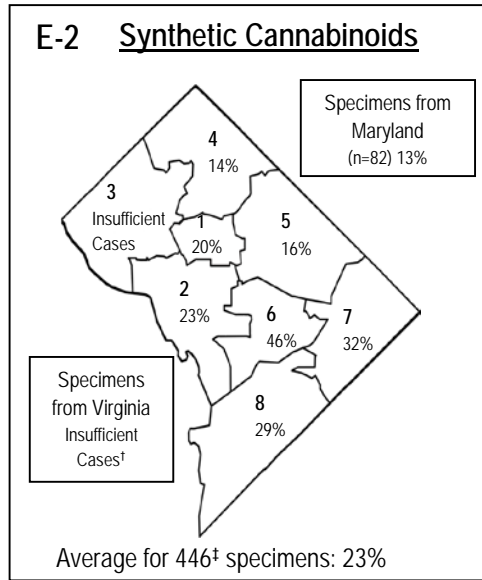 E-2 Synthetic Cannabinoids
Specimens from
Maryland
(n=82) 13%
4
14%
3
Insufficient
Cases
1
20%
5
16%
2
23%
6
46%
7
32%
8
29%
Specimens
from Virginia
Insufficient
Cases†
Average for 446‡ specimens: 23%